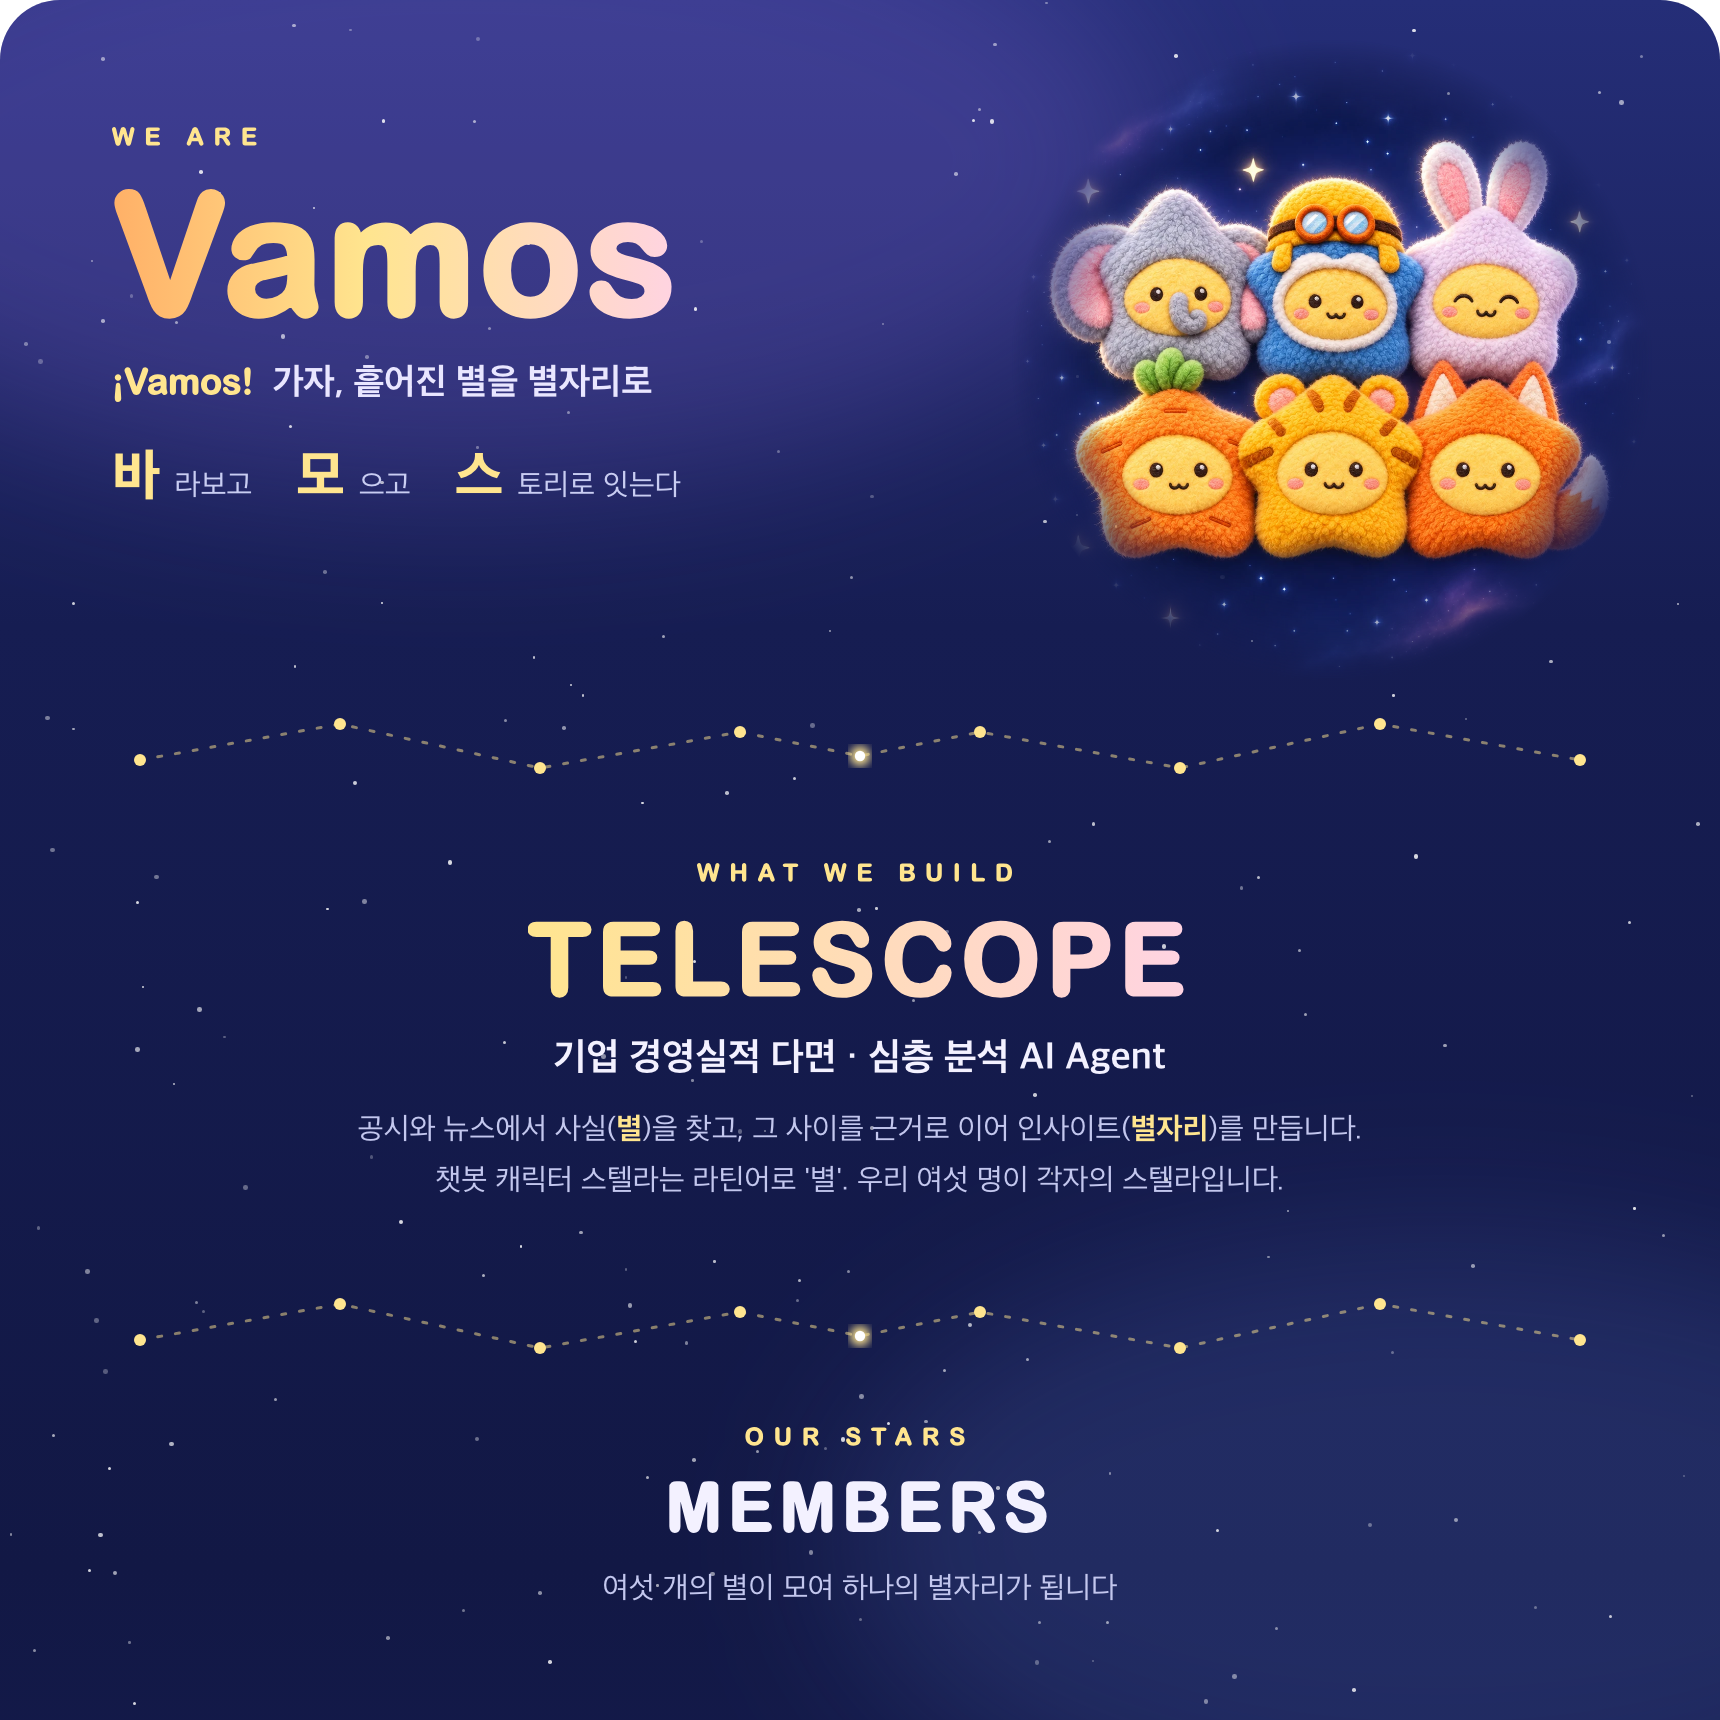 WE ARE
Vamos
¡Vamos! 가자, 흩어진 별을 별자리로
바 라보고 모 으고 스 토리로 잇는다
WHAT WE BUILD
TELESCOPE
기업 경영실적 다면 · 심층 분석 AI Agent
공시와 뉴스에서 사실(별)을 찾고, 그 사이를 근거로 이어 인사이트(별자리)를 만듭니다.
챗봇 캐릭터 스텔라는 라틴어로 '별'. 우리 여섯 명이 각자의 스텔라입니다.
OUR STARS
MEMBERS
여섯 개의 별이 모여 하나의 별자리가 됩니다